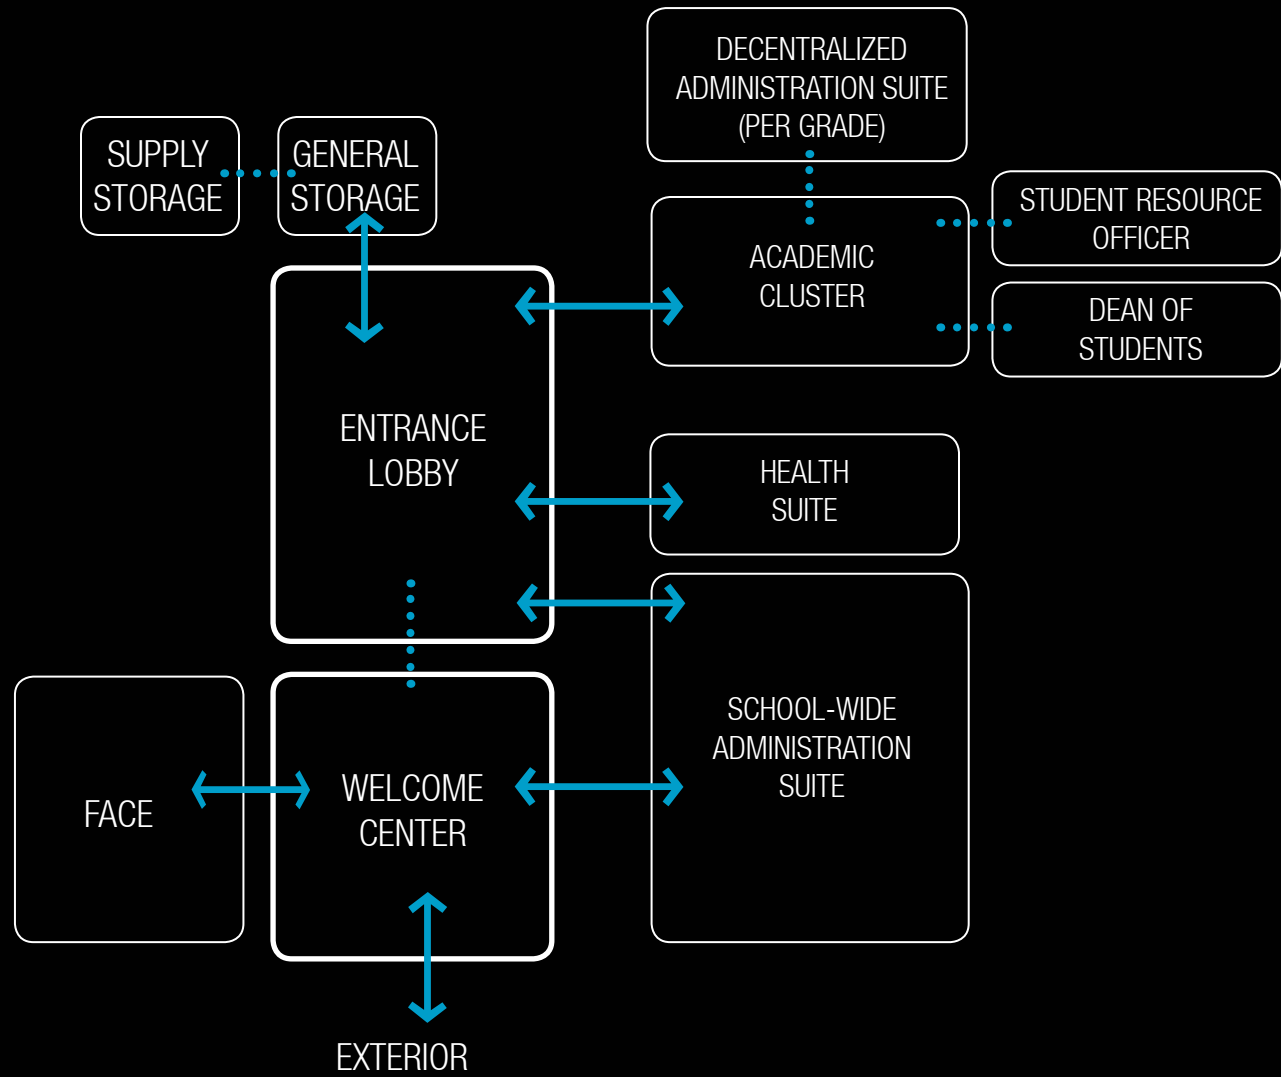 DECENTRALIZED
ADMINISTRATION SUITE
(PER GRADE)
SUPPLY
STORAGE
GENERAL
STORAGE
STUDENT RESOURCE
OFFICER
ACADEMIC
CLUSTER
DEAN OF
STUDENTS
ENTRANCE
LOBBY
HEALTH
SUITE
SCHOOL-WIDE
ADMINISTRATION
SUITE
FACE
WELCOME
CENTER
EXTERIOR